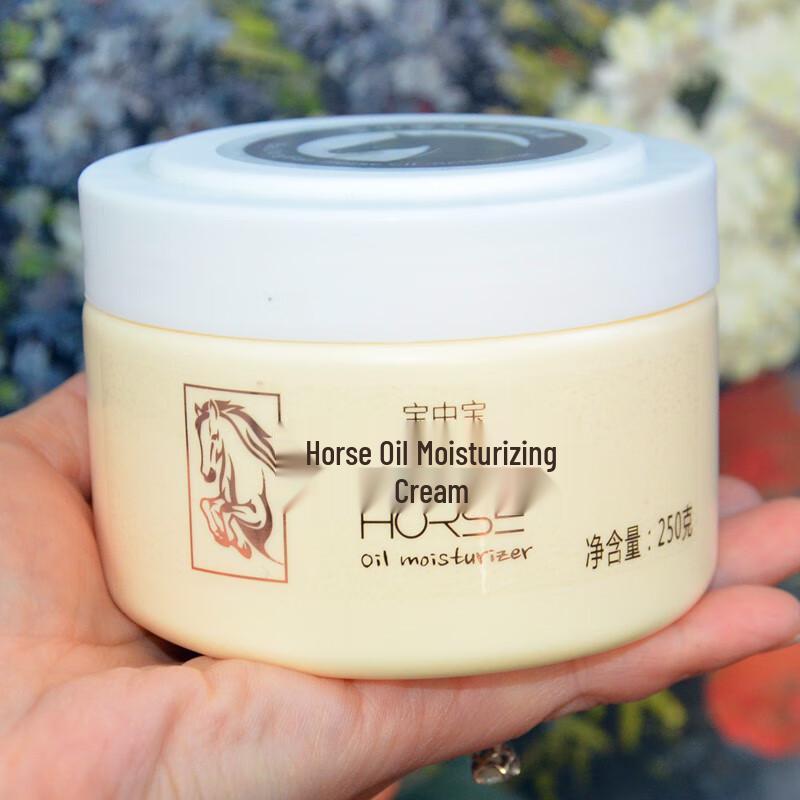 宝中宝
Horse Oil Moisturizing
Cream
HORSE
Oil moisturizer
净含量：250克